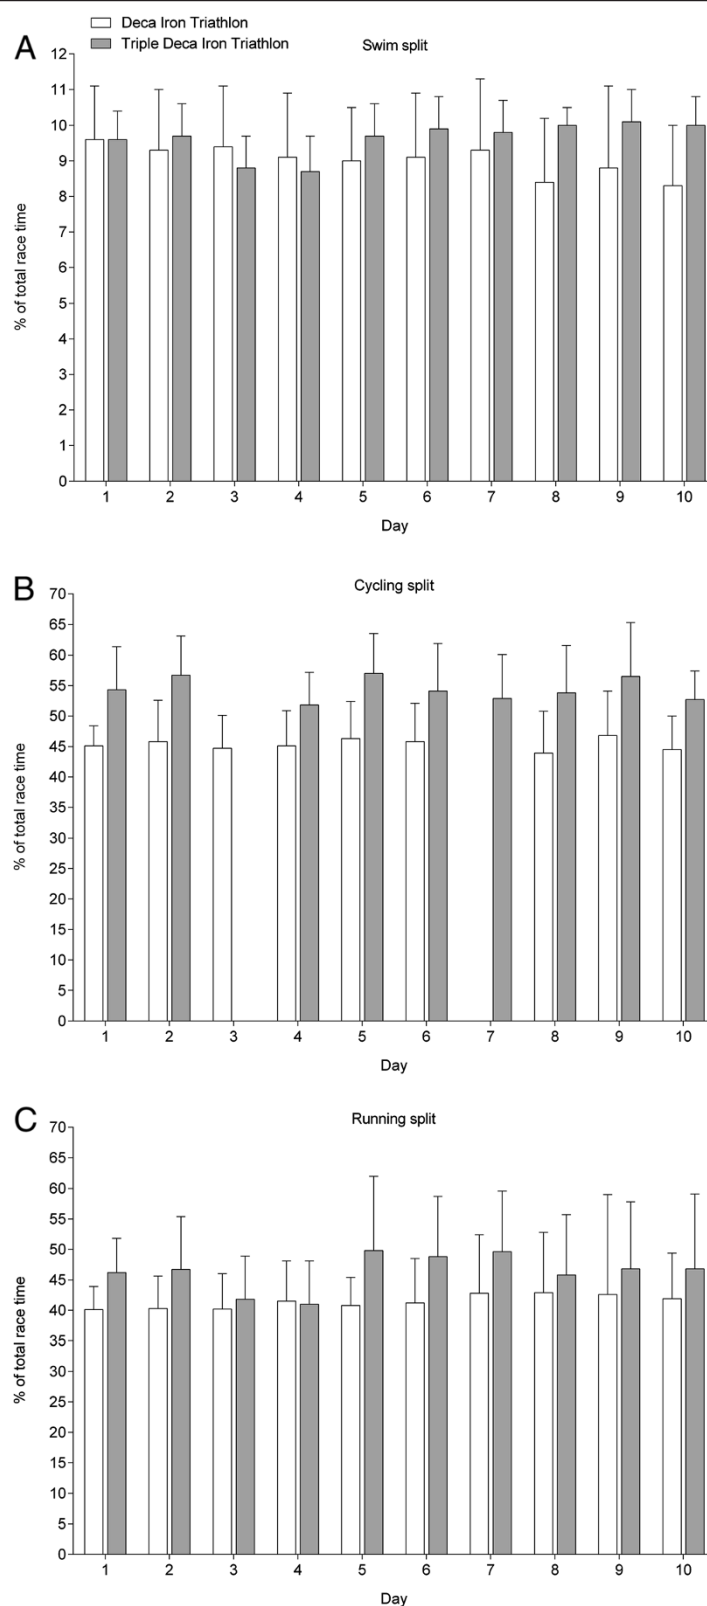 Deca Iron Triathlon
Triple Deca Iron Triathlon
A
Swim split
12
11
10
9
8
7
6
5
4
3
2
1
0
% of total race time
1 2 3 4 5 6 7 8 9 10
Day
B
Cycling split
70
65
60
55
50
45
40
35
30
25
20
15
10
5
0
% of total race time
1 2 3 4 5 6 7 8 9 10
Day
C
Running split
70
65
60
55
50
45
40
35
30
25
20
15
10
5
0
% of total race time
1 2 3 4 5 6 7 8 9 10
Day